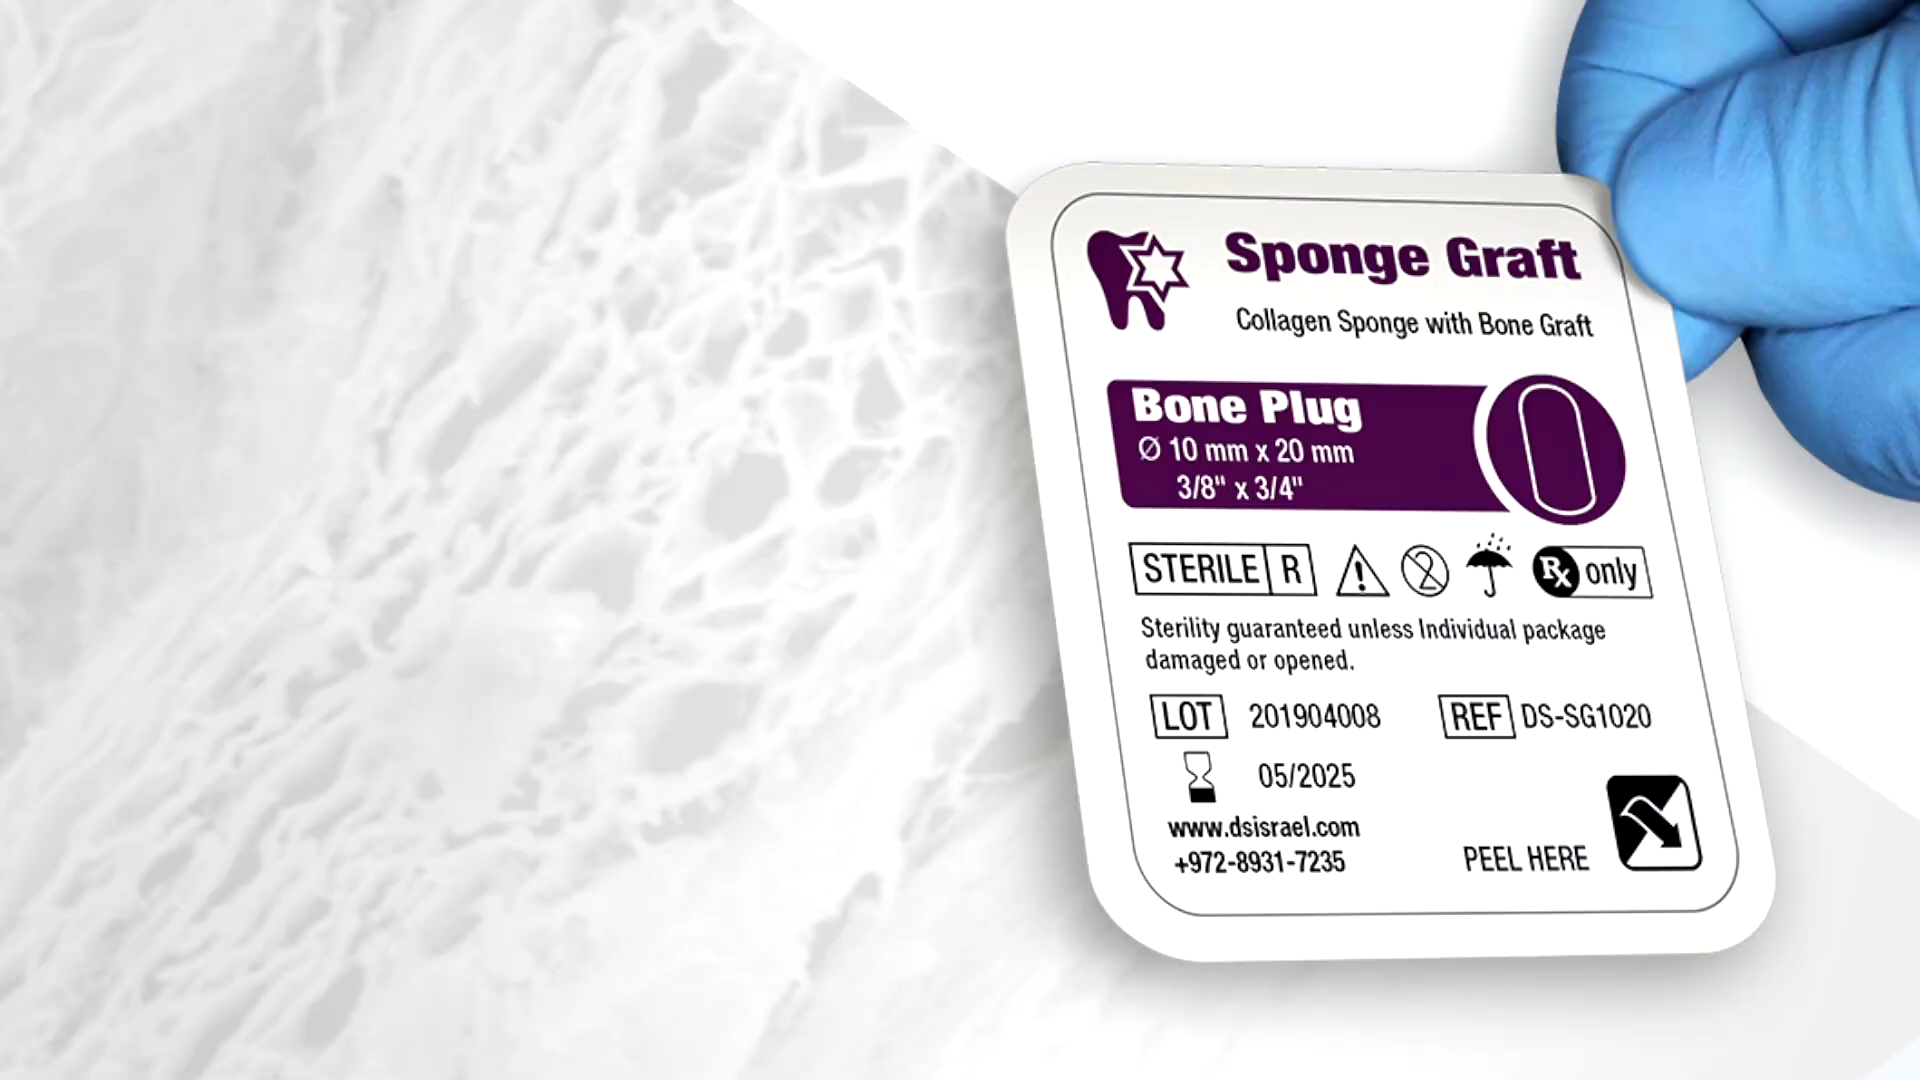 Sponge Graft
Collagen Sponge with Bone Graft
Bone Plug
Ø 10 mm x 20 mm
3/8" x 3/4"
STERILE R
2
Rx only
Sterility guaranteed unless Individual package
damaged or opened.
LOT 201904008 REF DS-SG1020
05/2025
www.dsisrael.com
+972-8931-7235
PEEL HERE